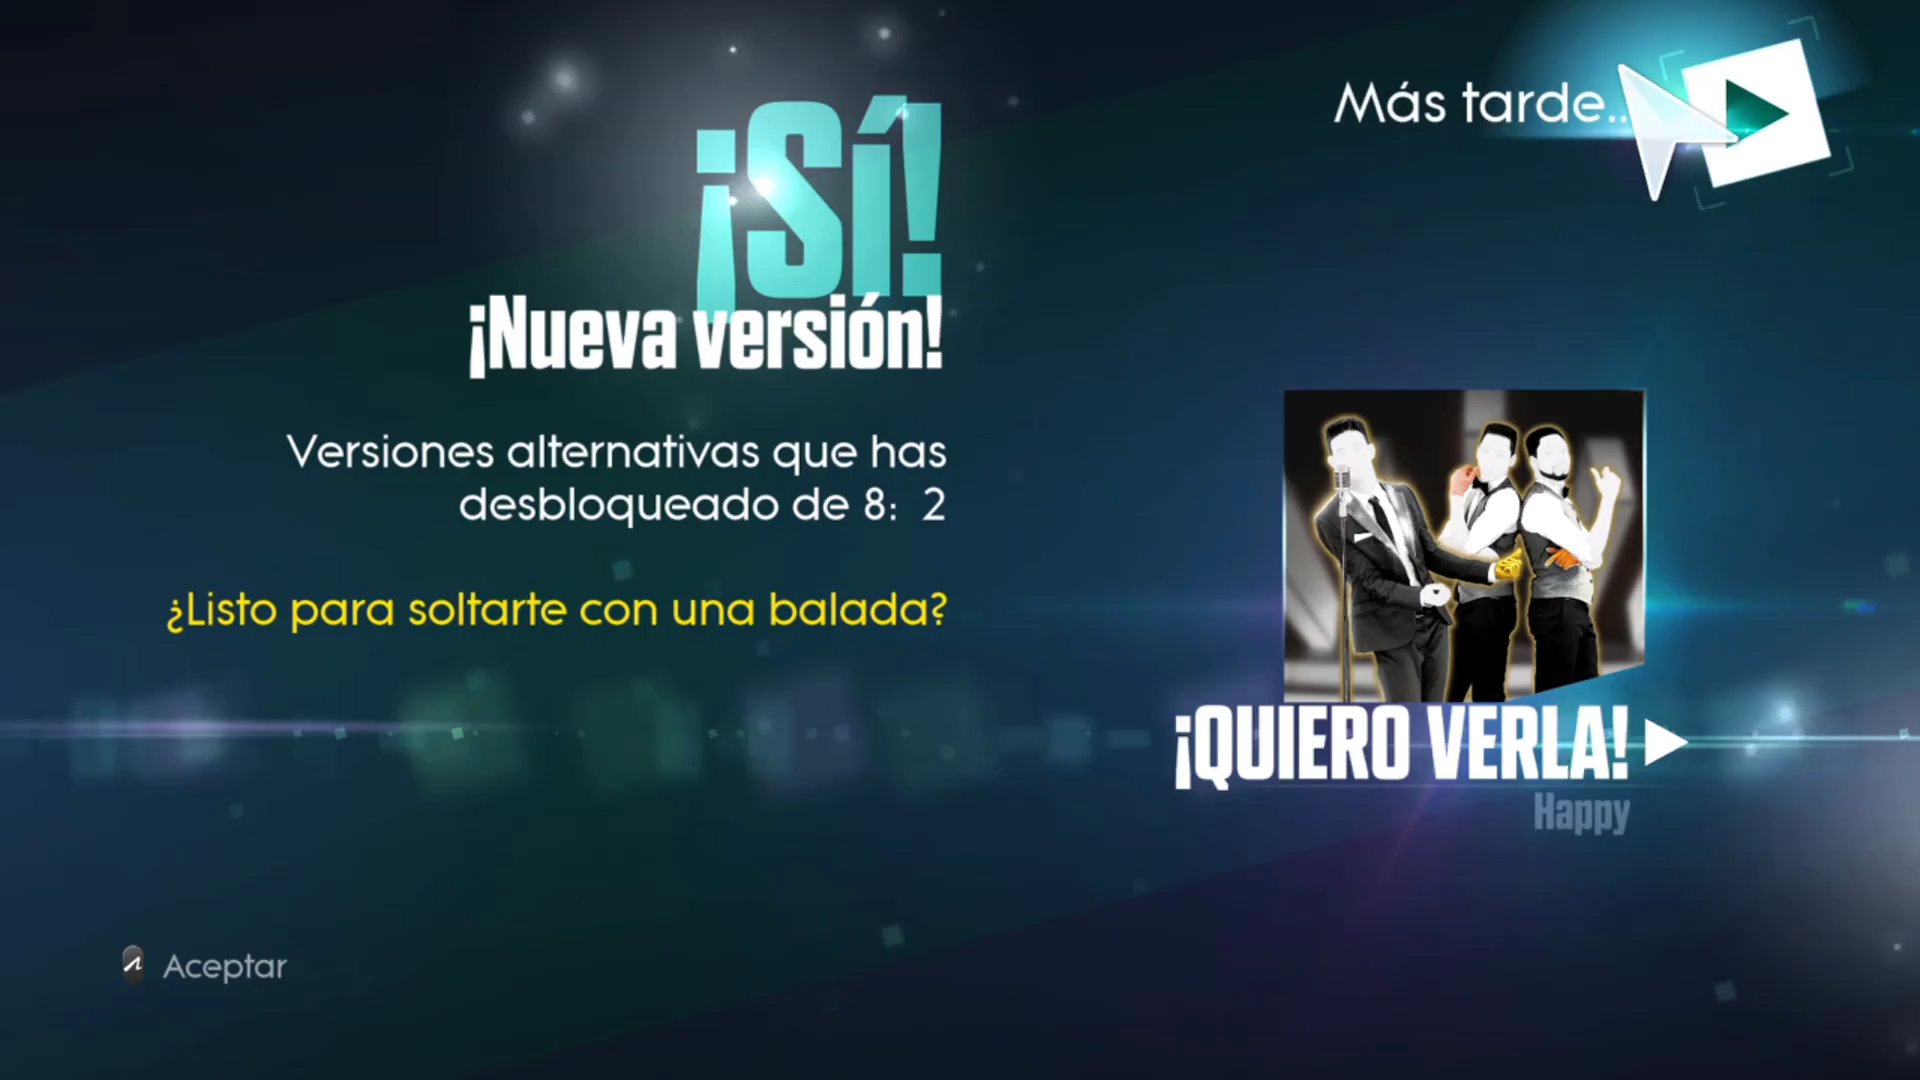 Más tarde..
¡Sí!
¡Nueva versión!
Versiones alternativas que has
desbloqueado de 8: 2
¿Listo para soltarte con una balada?
¡QUIERO VERLA!
Happy
Aceptar